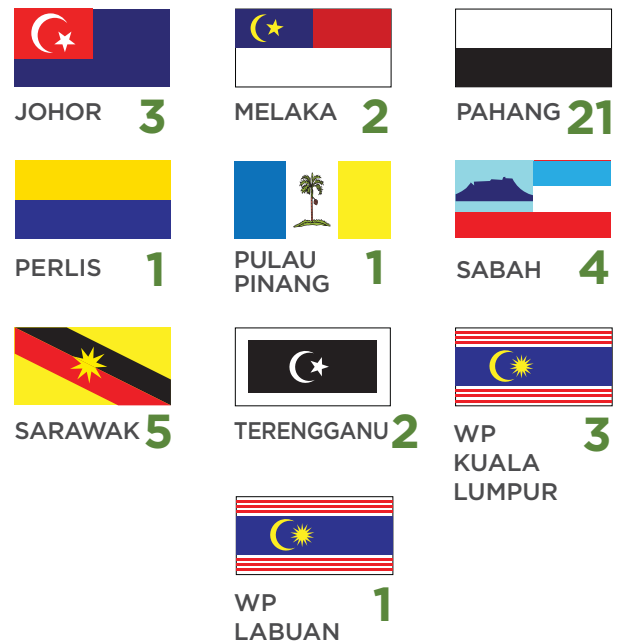 JOHOR 3
MELAKA 2
PAHANG 21
PERLIS 1
PULAU
PINANG 1
SABAH 4
SARAWAK 5
TERENGGANU 2
WP
KUALA
LUMPUR 3
WP
LABUAN 1